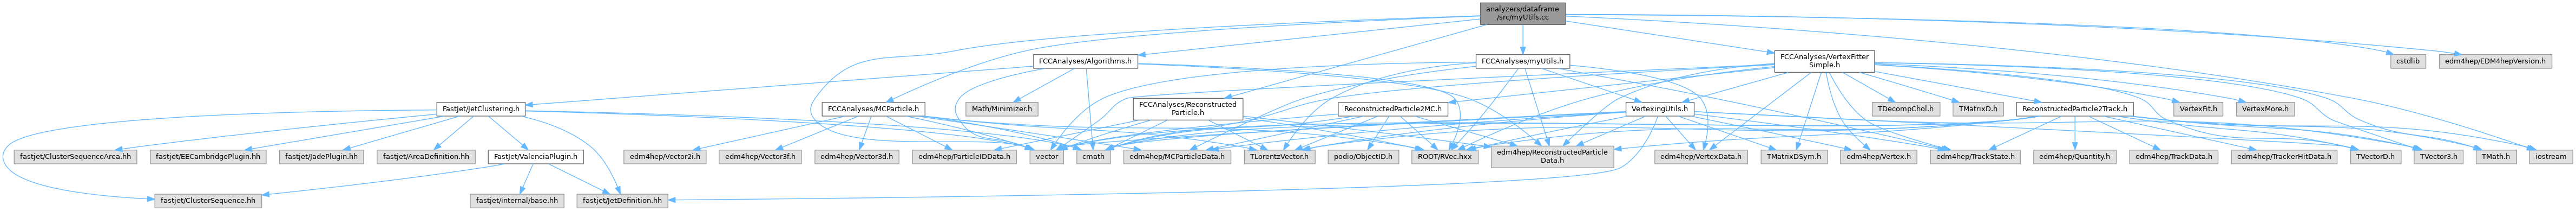 analyzers/dataframe
/src/myUtils.cc
FCCAnalyses/Algorithms.h
FCCAnalyses/myUtils.h
FCCAnalyses/VertexFitter
Simple.h
cstdlib
edm4hep/EDM4hepVersion.h
FastJet/JetClustering.h
Math/Minimizer.h
FCCAnalyses/MCParticle.h
FCCAnalyses/Reconstructed
Particle.h
ReconstructedParticle2MC.h
VertexingUtils.h
TDecompChol.h
TMatrixD.h
ReconstructedParticle2Track.h
VertexFit.h
VertexMore.h
fastjet/ClusterSequenceArea.hh
fastjet/EECambridgePlugin.hh
fastjet/JadePlugin.hh
fastjet/AreaDefinition.hh
FastJet/ValenciaPlugin.h
edm4hep/Vector2i.h
edm4hep/Vector3f.h
edm4hep/Vector3d.h
edm4hep/ParticleIDData.h
vector
cmath
edm4hep/MCParticleData.h
TLorentzVector.h
podio/ObjectID.h
ROOT/RVec.hxx
edm4hep/ReconstructedParticle
Data.h
edm4hep/VertexData.h
TMatrixDSym.h
edm4hep/Vertex.h
edm4hep/TrackState.h
edm4hep/Quantity.h
edm4hep/TrackData.h
edm4hep/TrackerHitData.h
TVectorD.h
TVector3.h
TMath.h
iostream
fastjet/ClusterSequence.hh
fastjet/internal/base.hh
fastjet/JetDefinition.hh